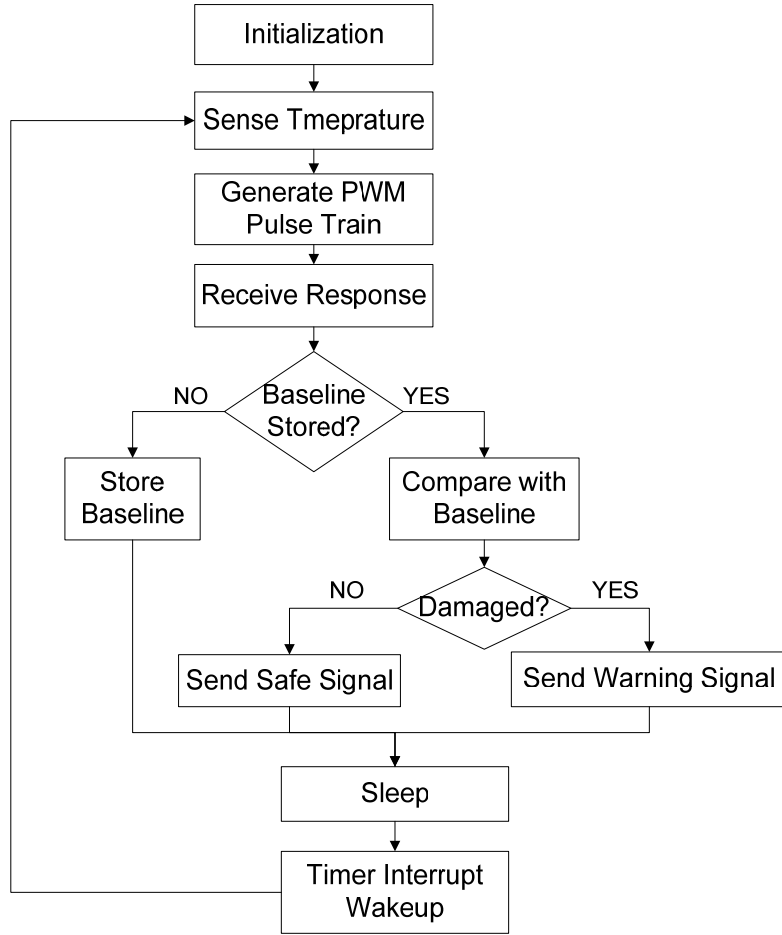 Initialization
Sense Tmeprature
Generate PWM
Pulse Train
Receive Response
NO
YES
Baseline
Stored?
Store
Baseline
Compare with
Baseline
NO
YES
Damaged?
Send Safe Signal
Send Warning Signal
Sleep
Timer Interrupt
Wakeup